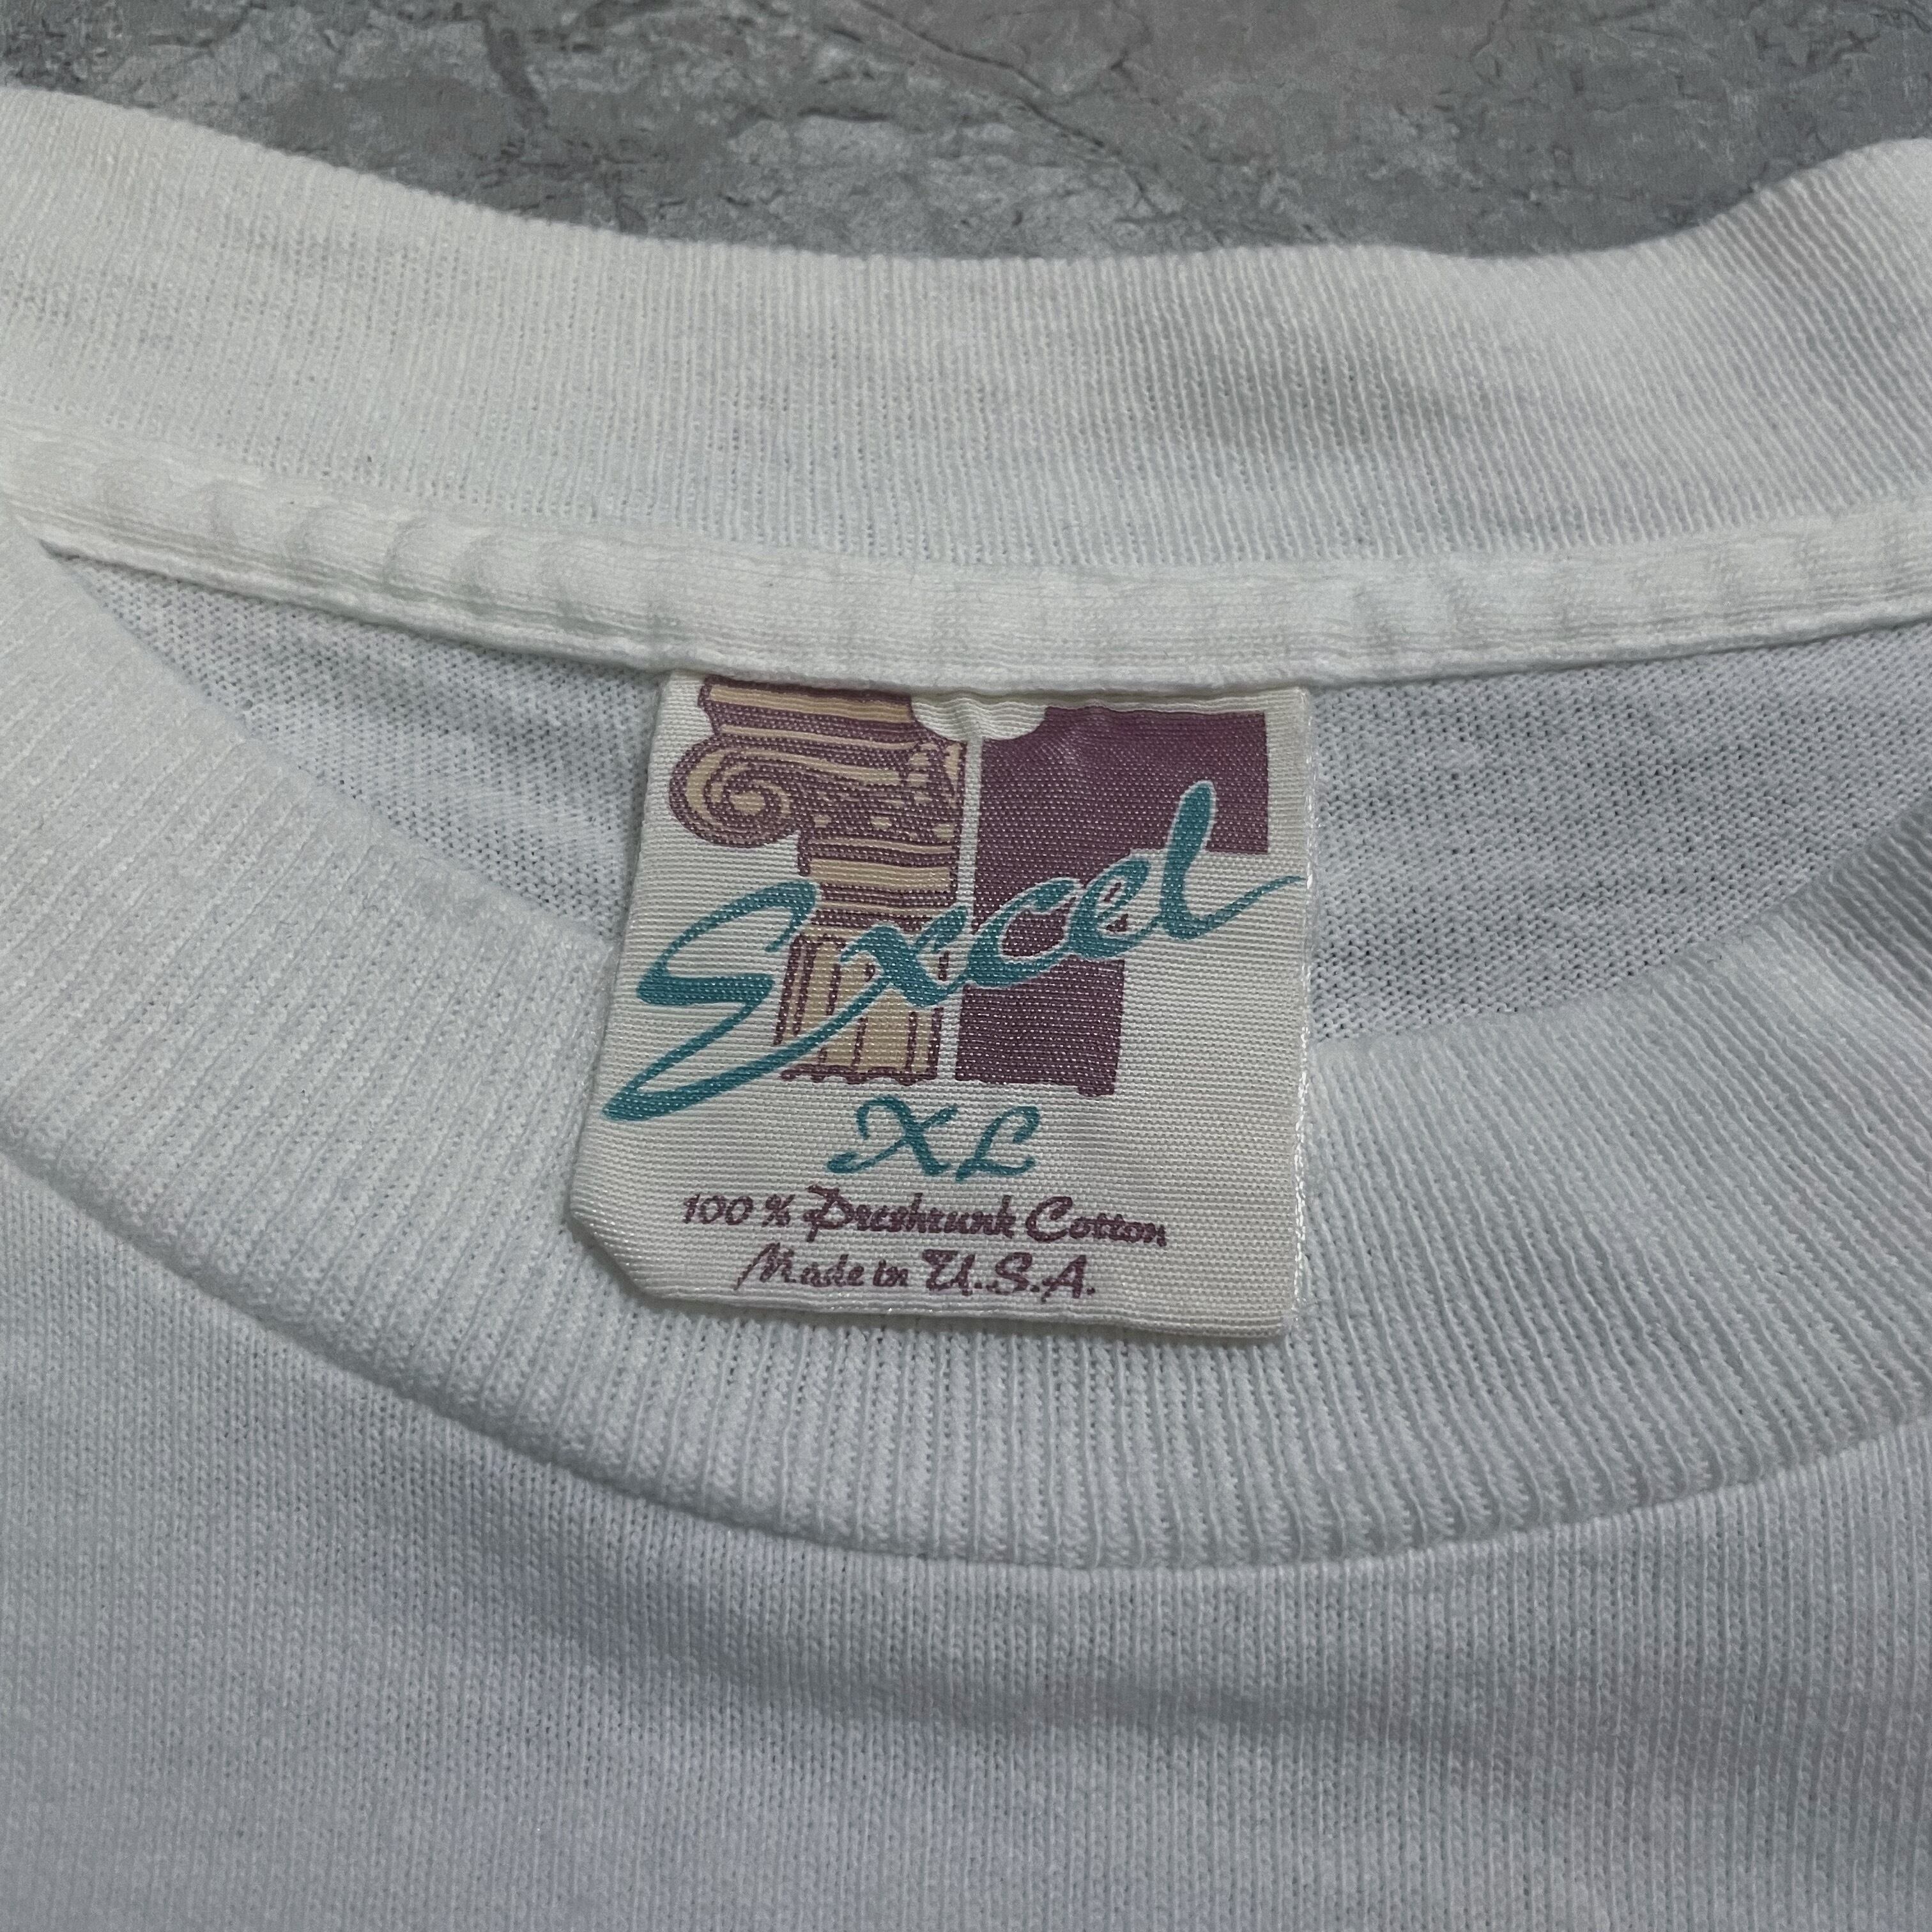 Excel
XL
100% Preshrunk Cotton
Made in U.S.A.